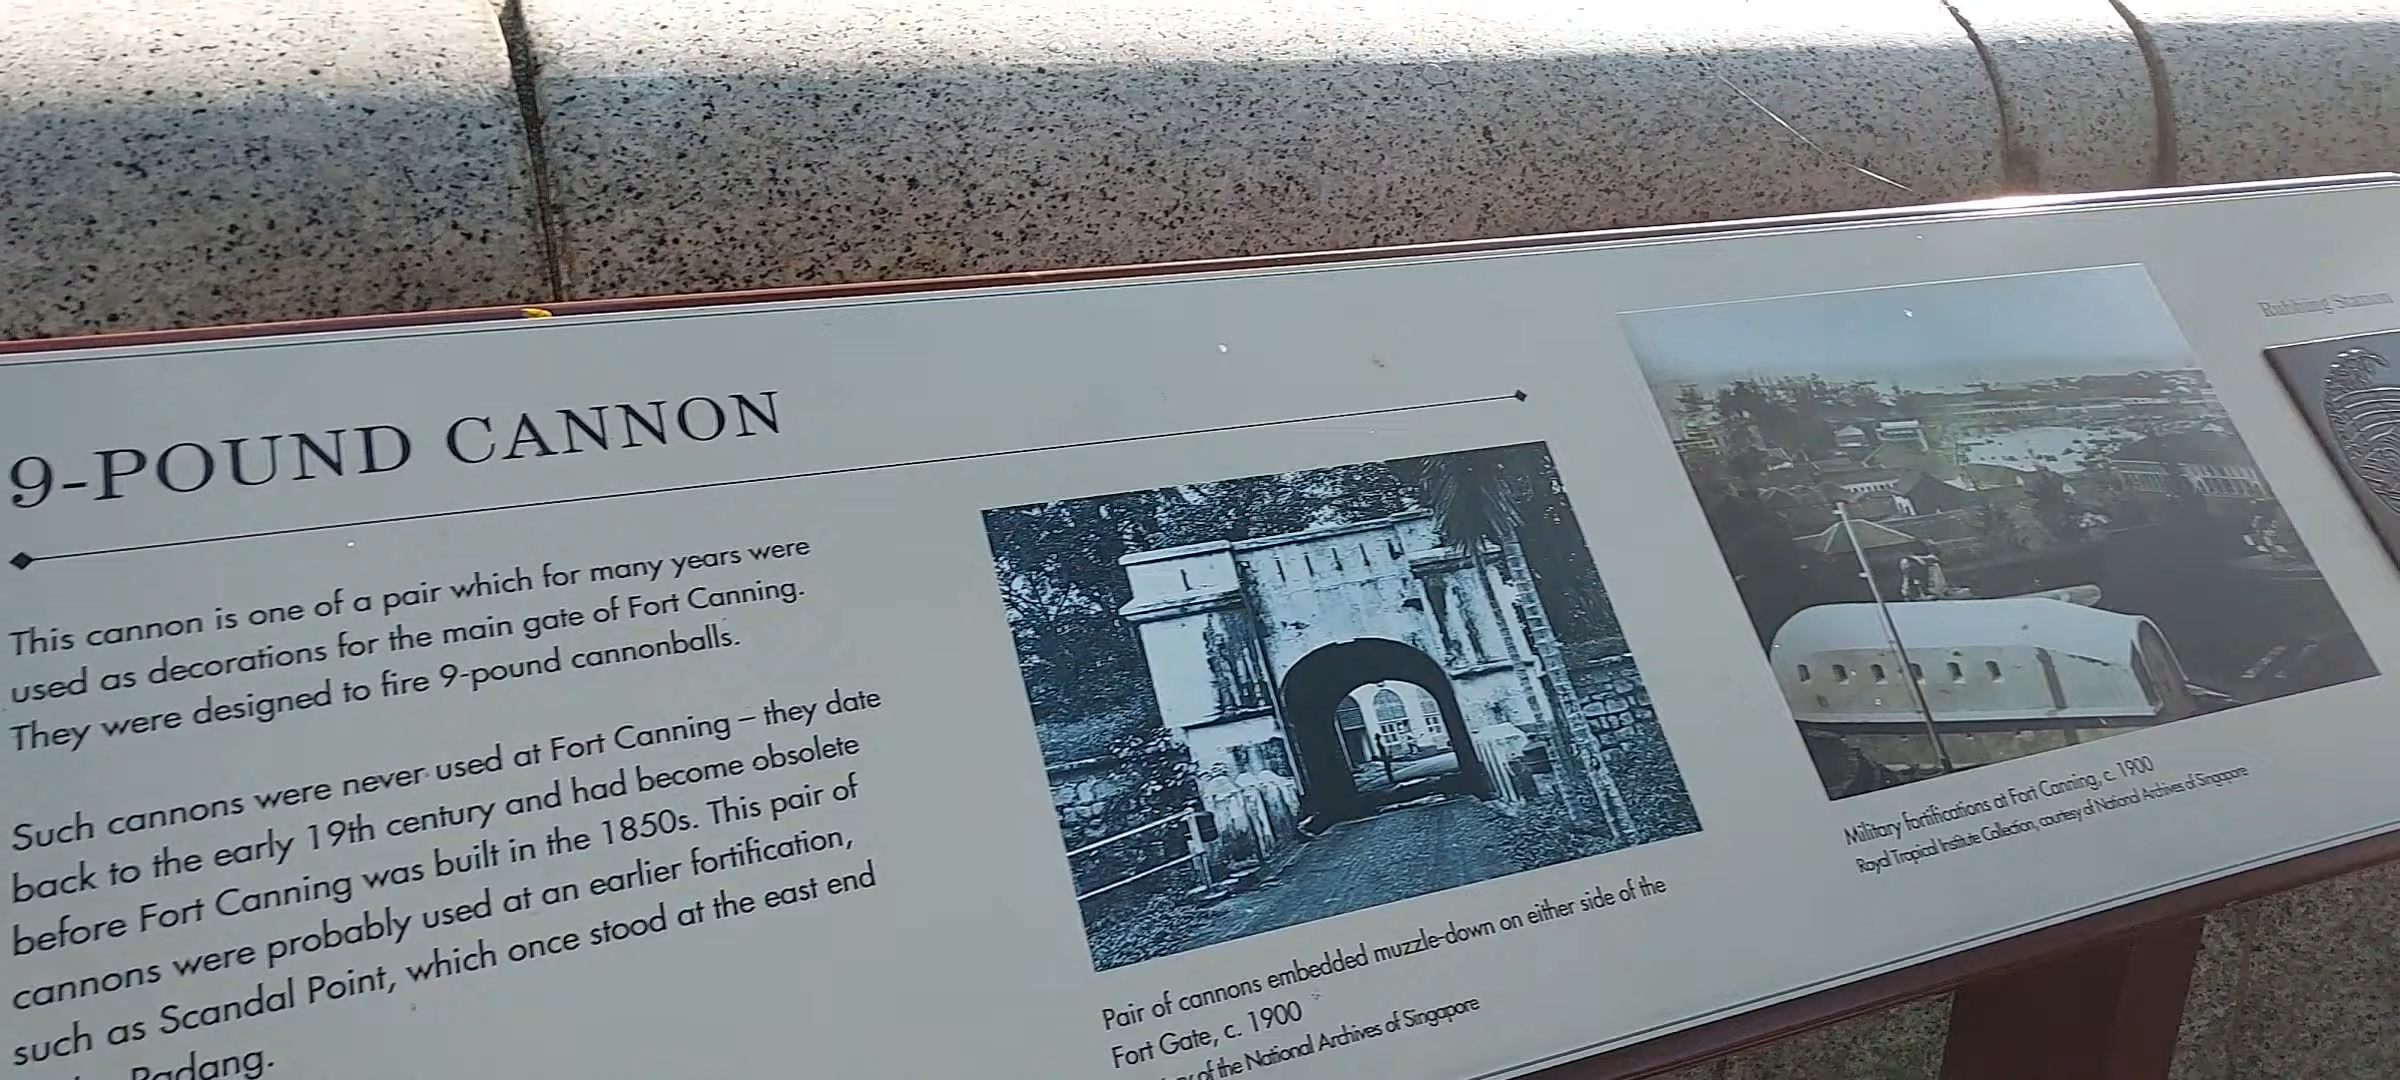 9-POUND CANNON
This cannon is one of a pair which for many years were
used as decorations for the main gate of Fort Canning.
They were designed to fire 9-pound cannonballs.
Such cannons were never used at Fort Canning – they date
back to the early 19th century and had become obsolete
before Fort Canning was built in the 1850s. This pair of
cannons were probably used at an earlier fortification,
such as Scandal Point, which once stood at the east end
Padang.
Pair of cannons embedded muzzle-down on either side of the
Fort Gate, c. 1900
of the National Archives of Singapore
Military fortifications at Fort Canning, c. 1900
Royal Tropical Institute Collection, courtesy of National Archives of Singapore
Rubbing Station